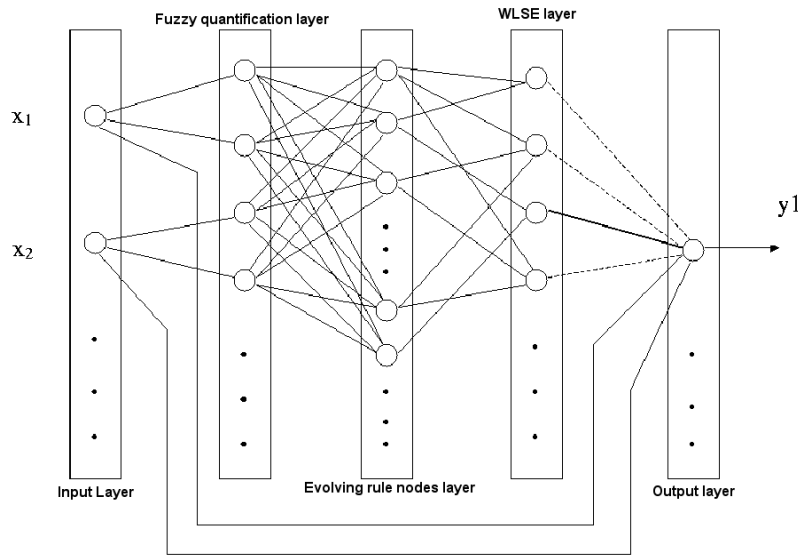 Fuzzy quantification layer
WLSE layer
x1
x2
y1
Input Layer
Evolving rule nodes layer
Output layer